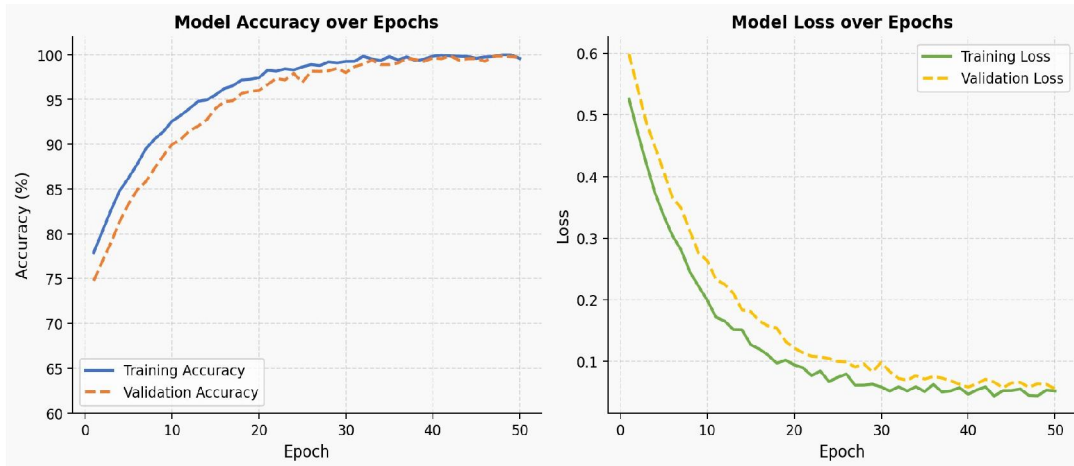 Model Accuracy over Epochs
100
95
90
85
80
75
70
65
60
Accuracy (%)
Training Accuracy
Validation Accuracy
0 10 20 30 40 50
Epoch
Model Loss over Epochs
0.6
0.5
0.4
0.3
0.2
0.1
Loss
Training Loss
Validation Loss
0 10 20 30 40 50
Epoch